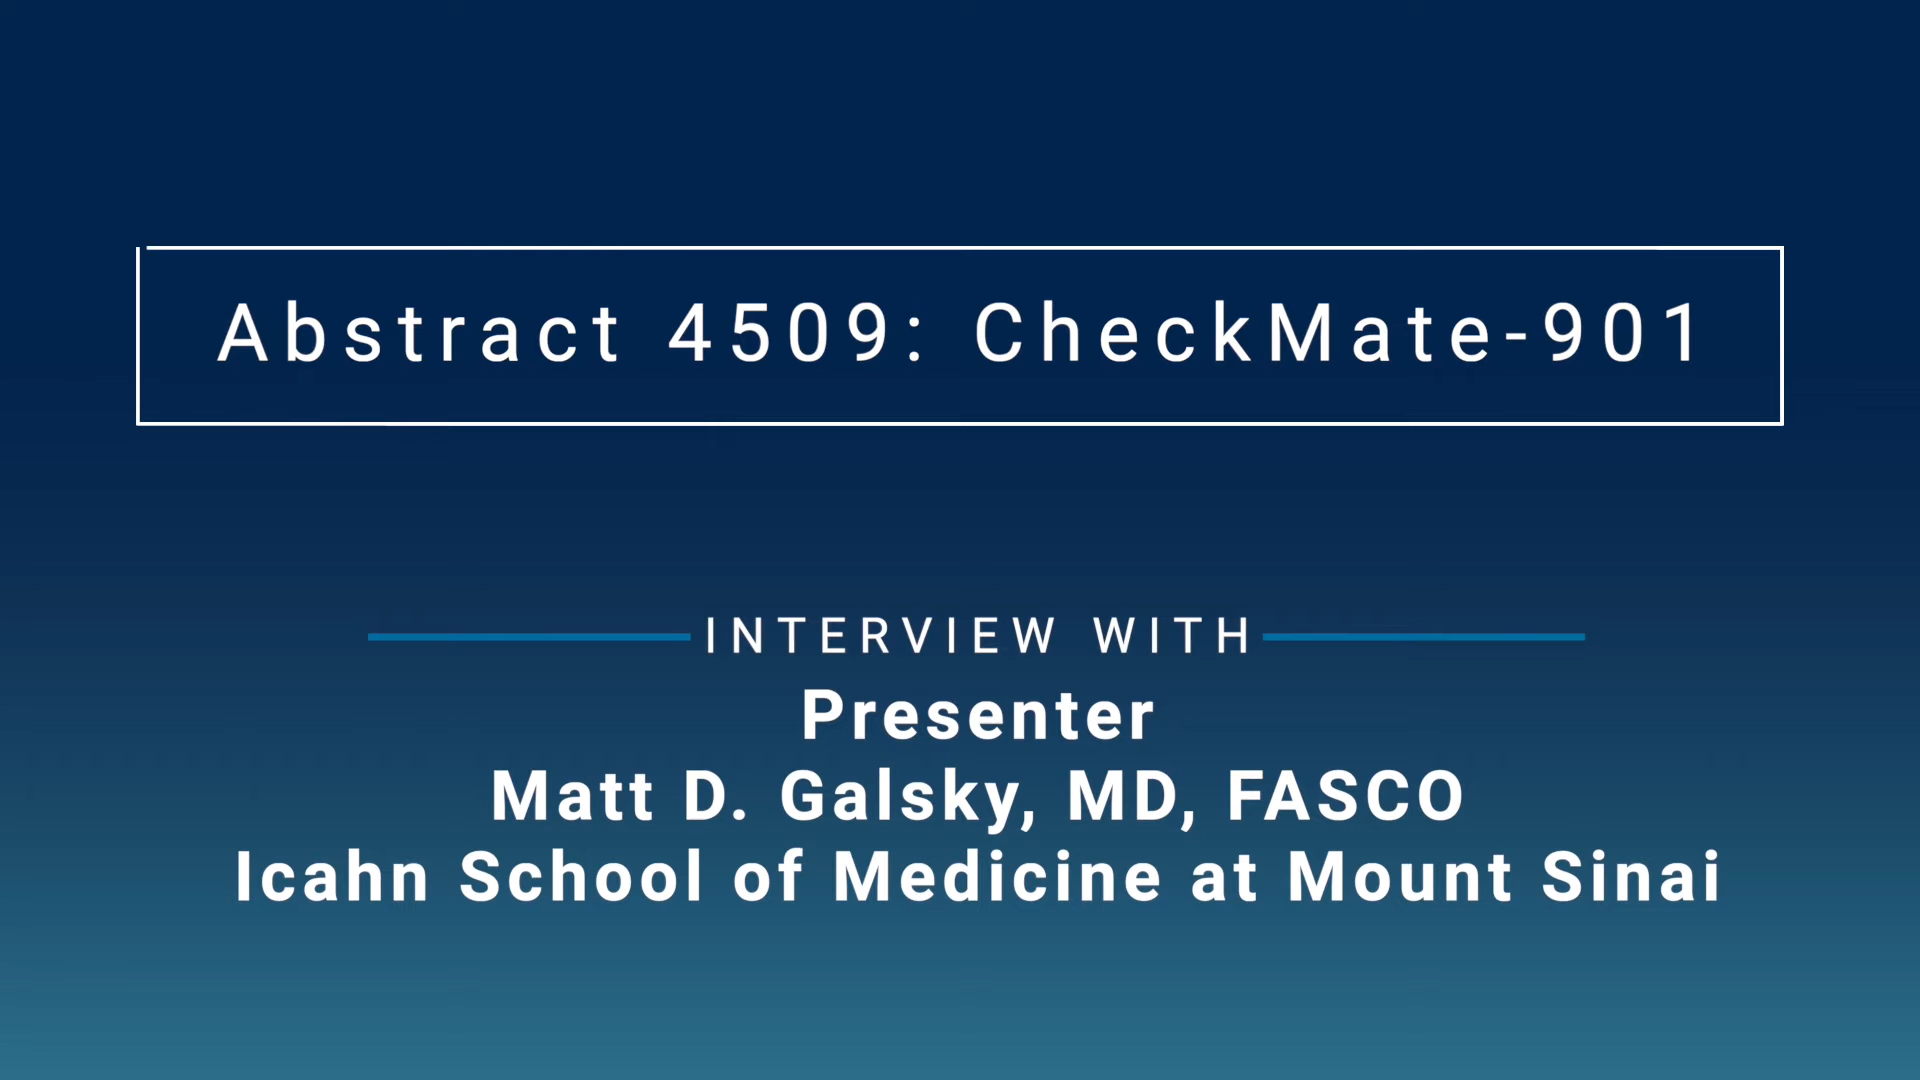 Abstract 4509: CheckMate-901
INTERVIEW WITH
Presenter
Matt D. Galsky, MD, FASCO
Icahn School of Medicine at Mount Sinai